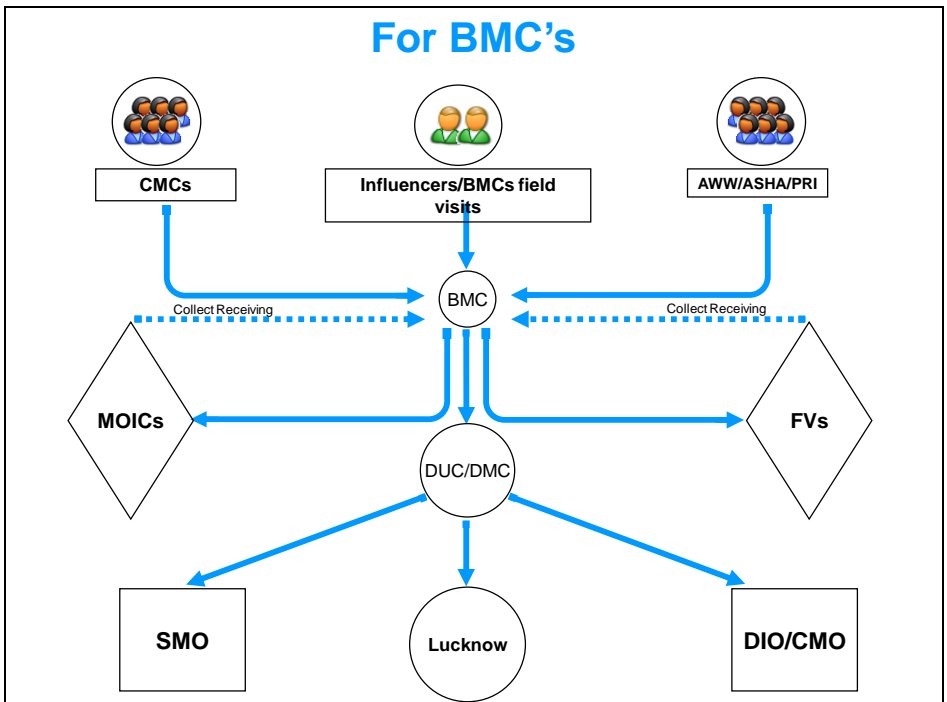 For BMC's
CMCs
Influencers/BMCs field
visits
AWW/ASHA/PRI
BMC
Collect Receiving
Collect Receiving
MOICs
FVs
DUC/DMC
SMO
Lucknow
DIO/CMO